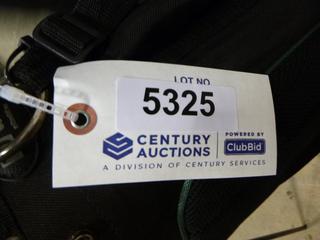 LOT NO
5325
CENTURY AUCTIONS
POWERED BY
ClubBid
A DIVISION OF CENTURY SERVICES